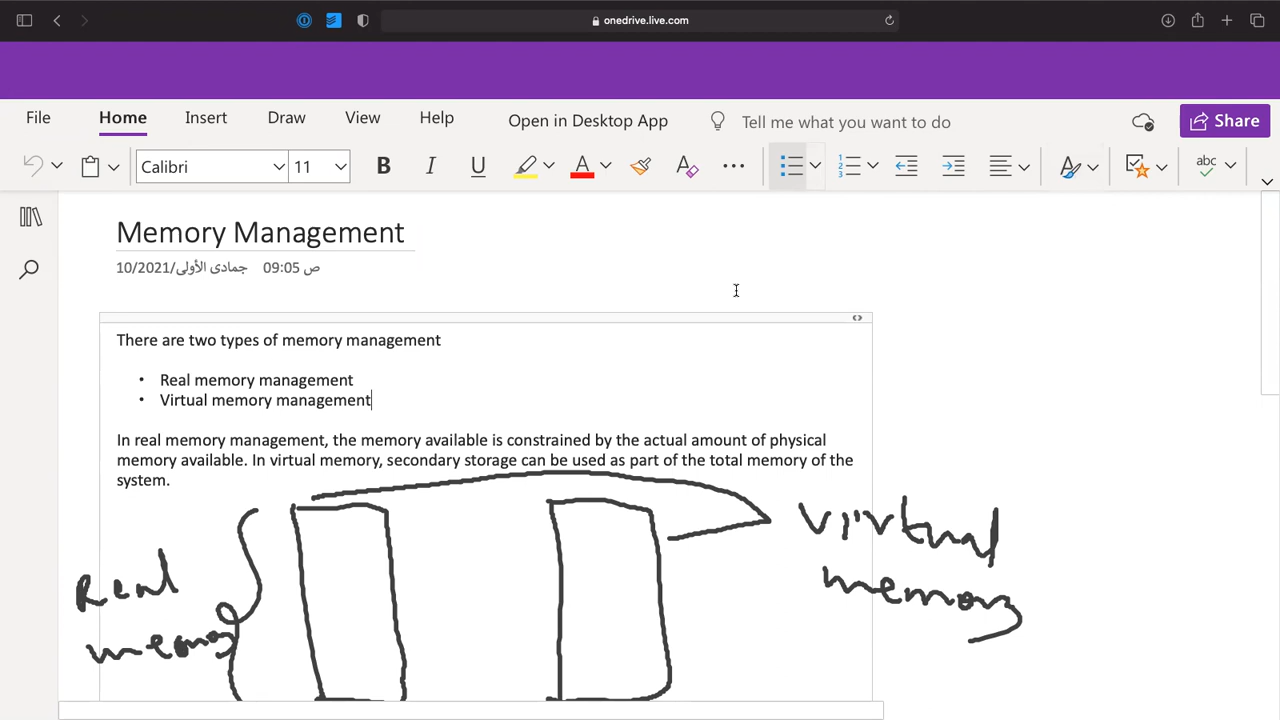 onedrive.live.com
File Home Insert Draw View Help Open in Desktop App Tell me what you want to do Share
Calibri 11 B I U A A abc
Memory Management
10/2021/جمادى الأولى 09:05 ص
There are two types of memory management
• Real memory management
• Virtual memory management
In real memory management, the memory available is constrained by the actual amount of physical
memory available. In virtual memory, secondary storage can be used as part of the total memory of the
system.
Real
memory
virtual
memory